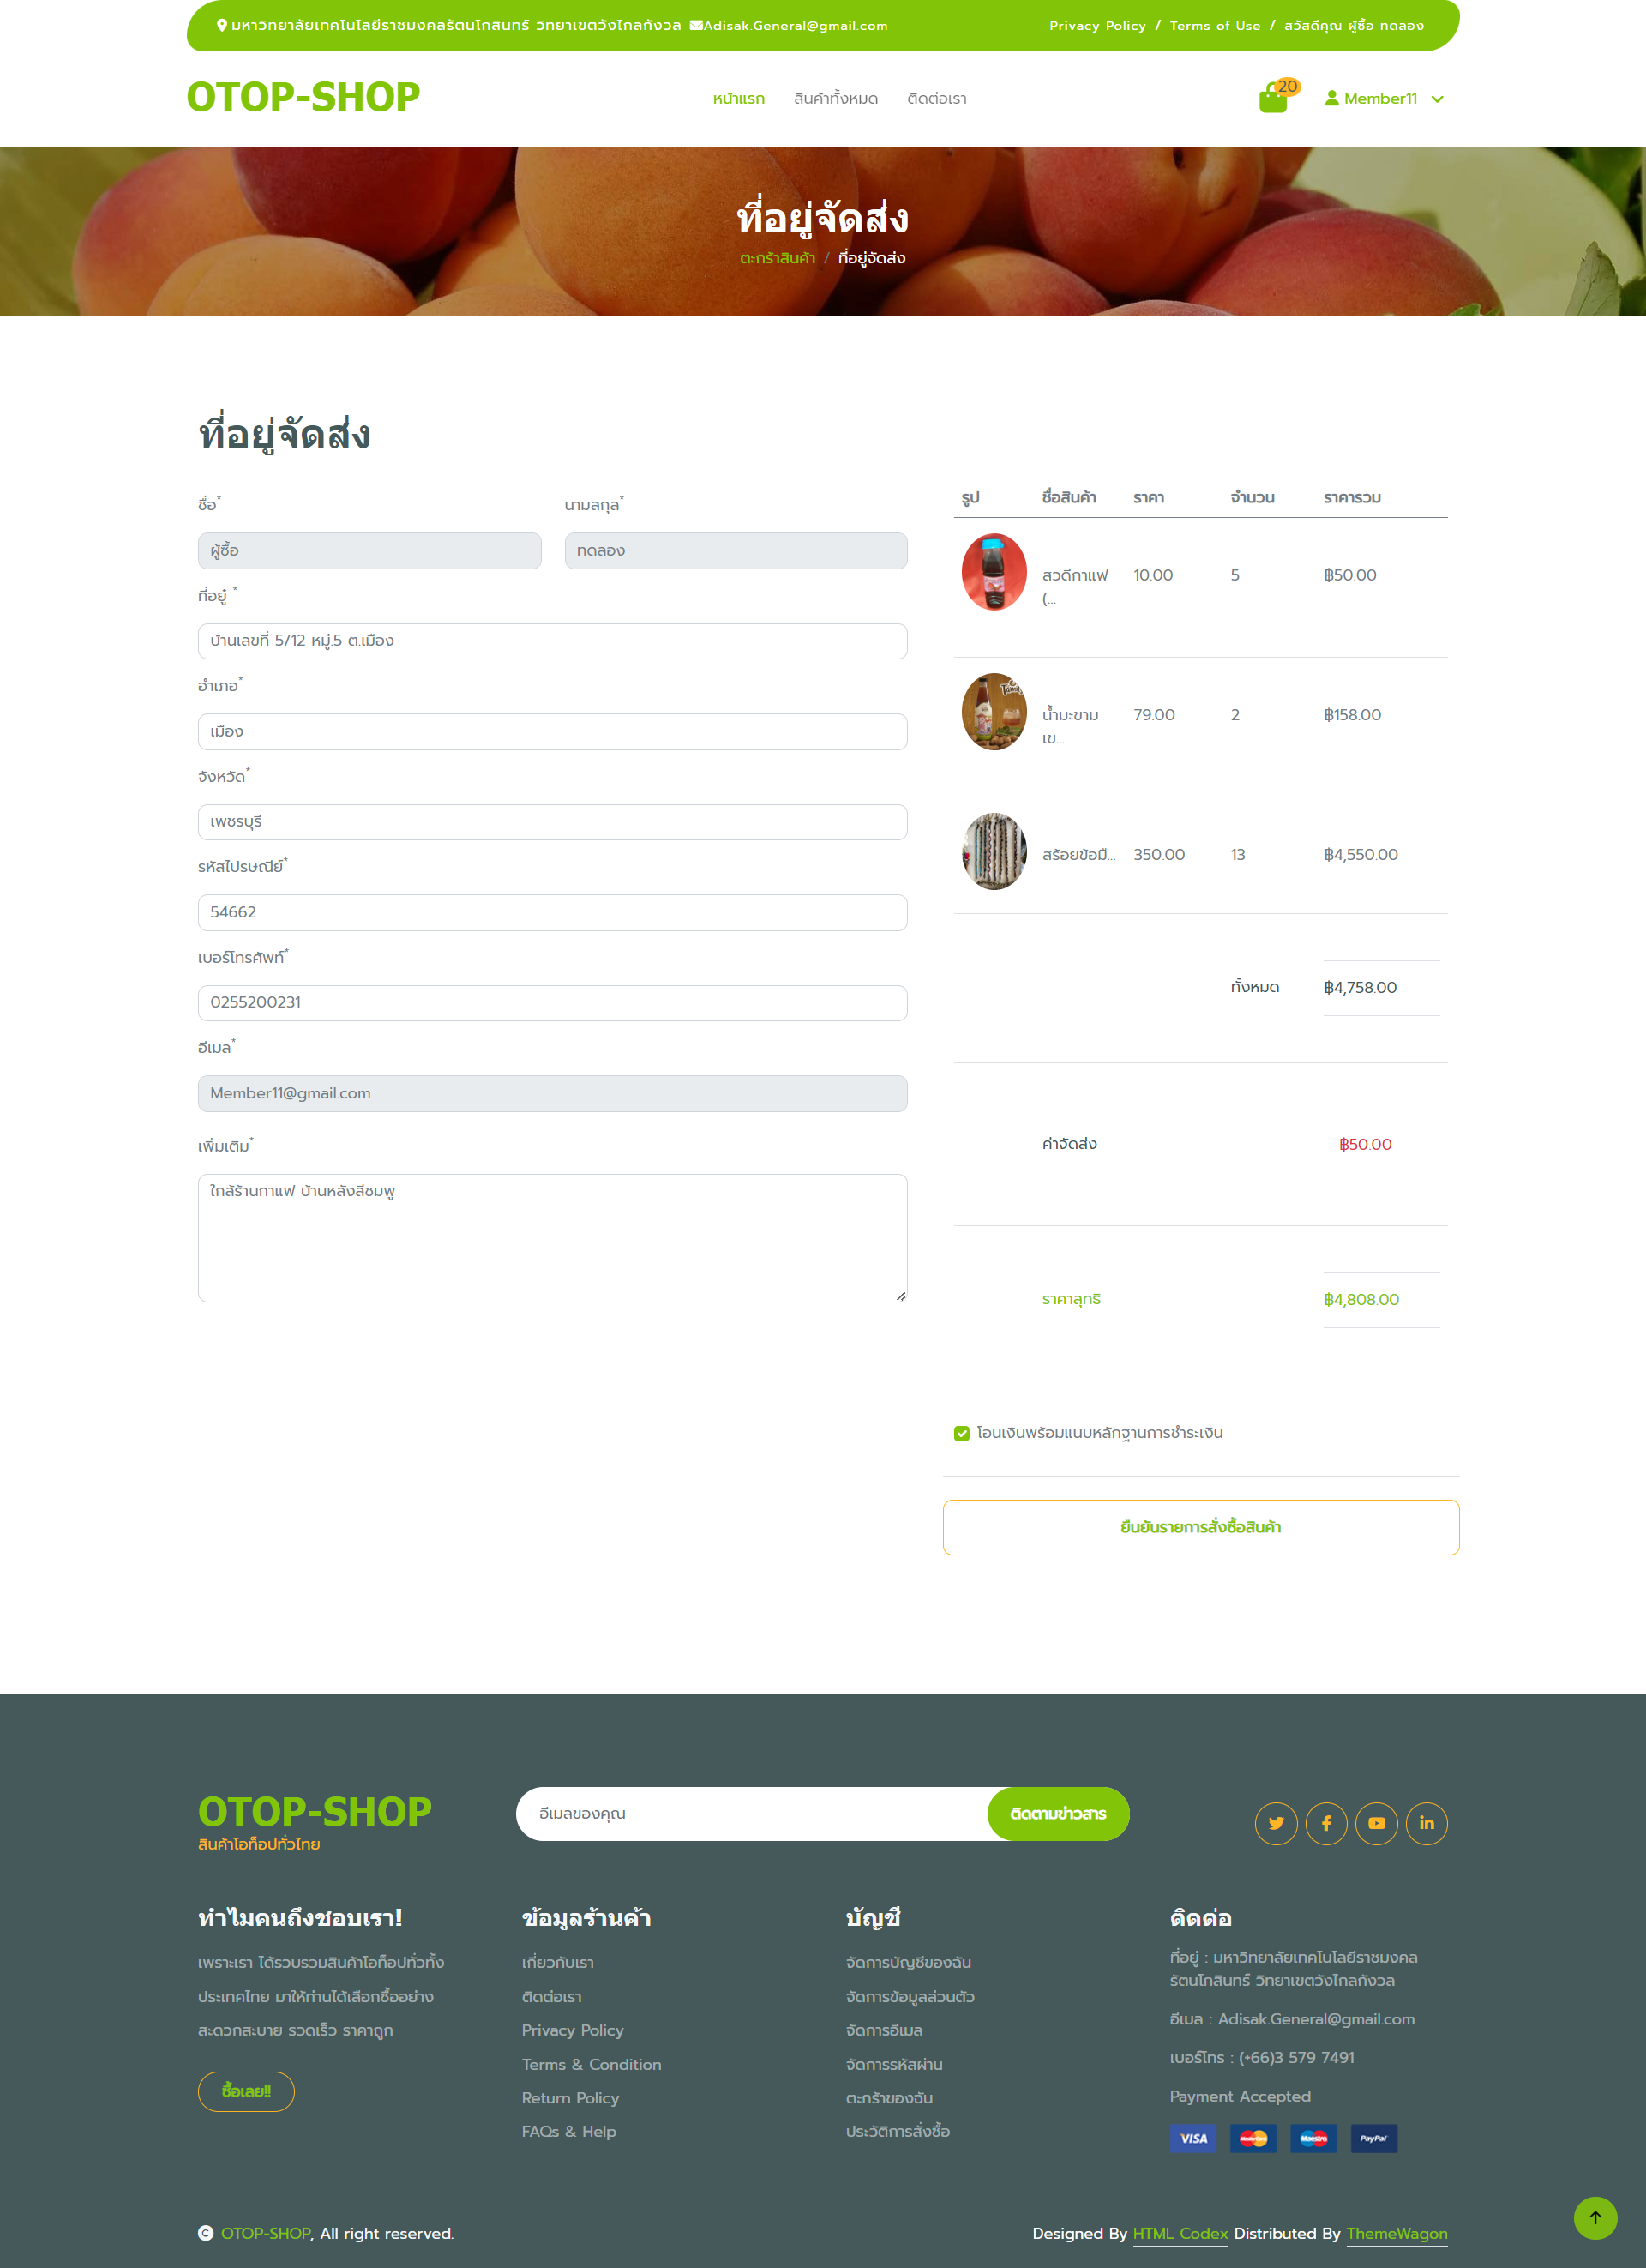 มหาวิทยาลัยเทคโนโลยีราชมงคลรัตนโกสินทร์ วิทยาเขตวังไกลกังวล Adisak.General@gmail.com
Privacy Policy / Terms of Use / สวัสดีคุณ ผู้ซื้อ ทดลอง
OTOP-SHOP
หน้าแรก สินค้าทั้งหมด ติดต่อเรา
20
Member11
ที่อยู่จัดส่ง
ตะกร้าสินค้า / ที่อยู่จัดส่ง
ที่อยู่จัดส่ง
ชื่อ* นามสกุล*
ผู้ซื้อ ทดลอง
ที่อยู่ *
บ้านเลขที่ 5/12 หมู่.5 ต.เมือง
อำเภอ*
เมือง
จังหวัด*
เพชรบุรี
รหัสไปรษณีย์*
54662
เบอร์โทรศัพท์*
0255200231
อีเมล*
Member11@gmail.com
เพิ่มเติม*
ใกล้ร้านกาแฟ บ้านหลังสีชมพู
รูป ชื่อสินค้า ราคา จำนวน ราคารวม
สวดีกาแฟ (... 10.00 5 ฿50.00
น้ำมะขามเข... 79.00 2 ฿158.00
สร้อยข้อมื... 350.00 13 ฿4,550.00
ทั้งหมด ฿4,758.00
ค่าจัดส่ง ฿50.00
ราคาสุทธิ ฿4,808.00
โอนเงินพร้อมแนบหลักฐานการชำระเงิน
ยืนยันรายการสั่งซื้อสินค้า
OTOP-SHOP
สินค้าโอท็อปทั่วไทย
อีเมลของคุณ
ติดตามข่าวสาร
ทำไมคนถึงชอบเรา!
เพราะเรา ได้รวบรวมสินค้าโอท็อปทั่วทั้ง
ประเทศไทย มาให้ท่านได้เลือกซื้ออย่าง
สะดวกสะบาย รวดเร็ว ราคาถูก
ซื้อเลย!!
ข้อมูลร้านค้า
เกี่ยวกับเรา
ติดต่อเรา
Privacy Policy
Terms & Condition
Return Policy
FAQs & Help
บัญชี
จัดการบัญชีของฉัน
จัดการข้อมูลส่วนตัว
จัดการอีเมล
จัดการรหัสผ่าน
ตะกร้าของฉัน
ประวัติการสั่งซื้อ
ติดต่อ
ที่อยู่ : มหาวิทยาลัยเทคโนโลยีราชมงคล
รัตนโกสินทร์ วิทยาเขตวังไกลกังวล
อีเมล : Adisak.General@gmail.com
เบอร์โทร : (+66)3 579 7491
Payment Accepted
VISA MasterCard Maestro PayPal
© OTOP-SHOP, All right reserved.
Designed By HTML Codex Distributed By ThemeWagon